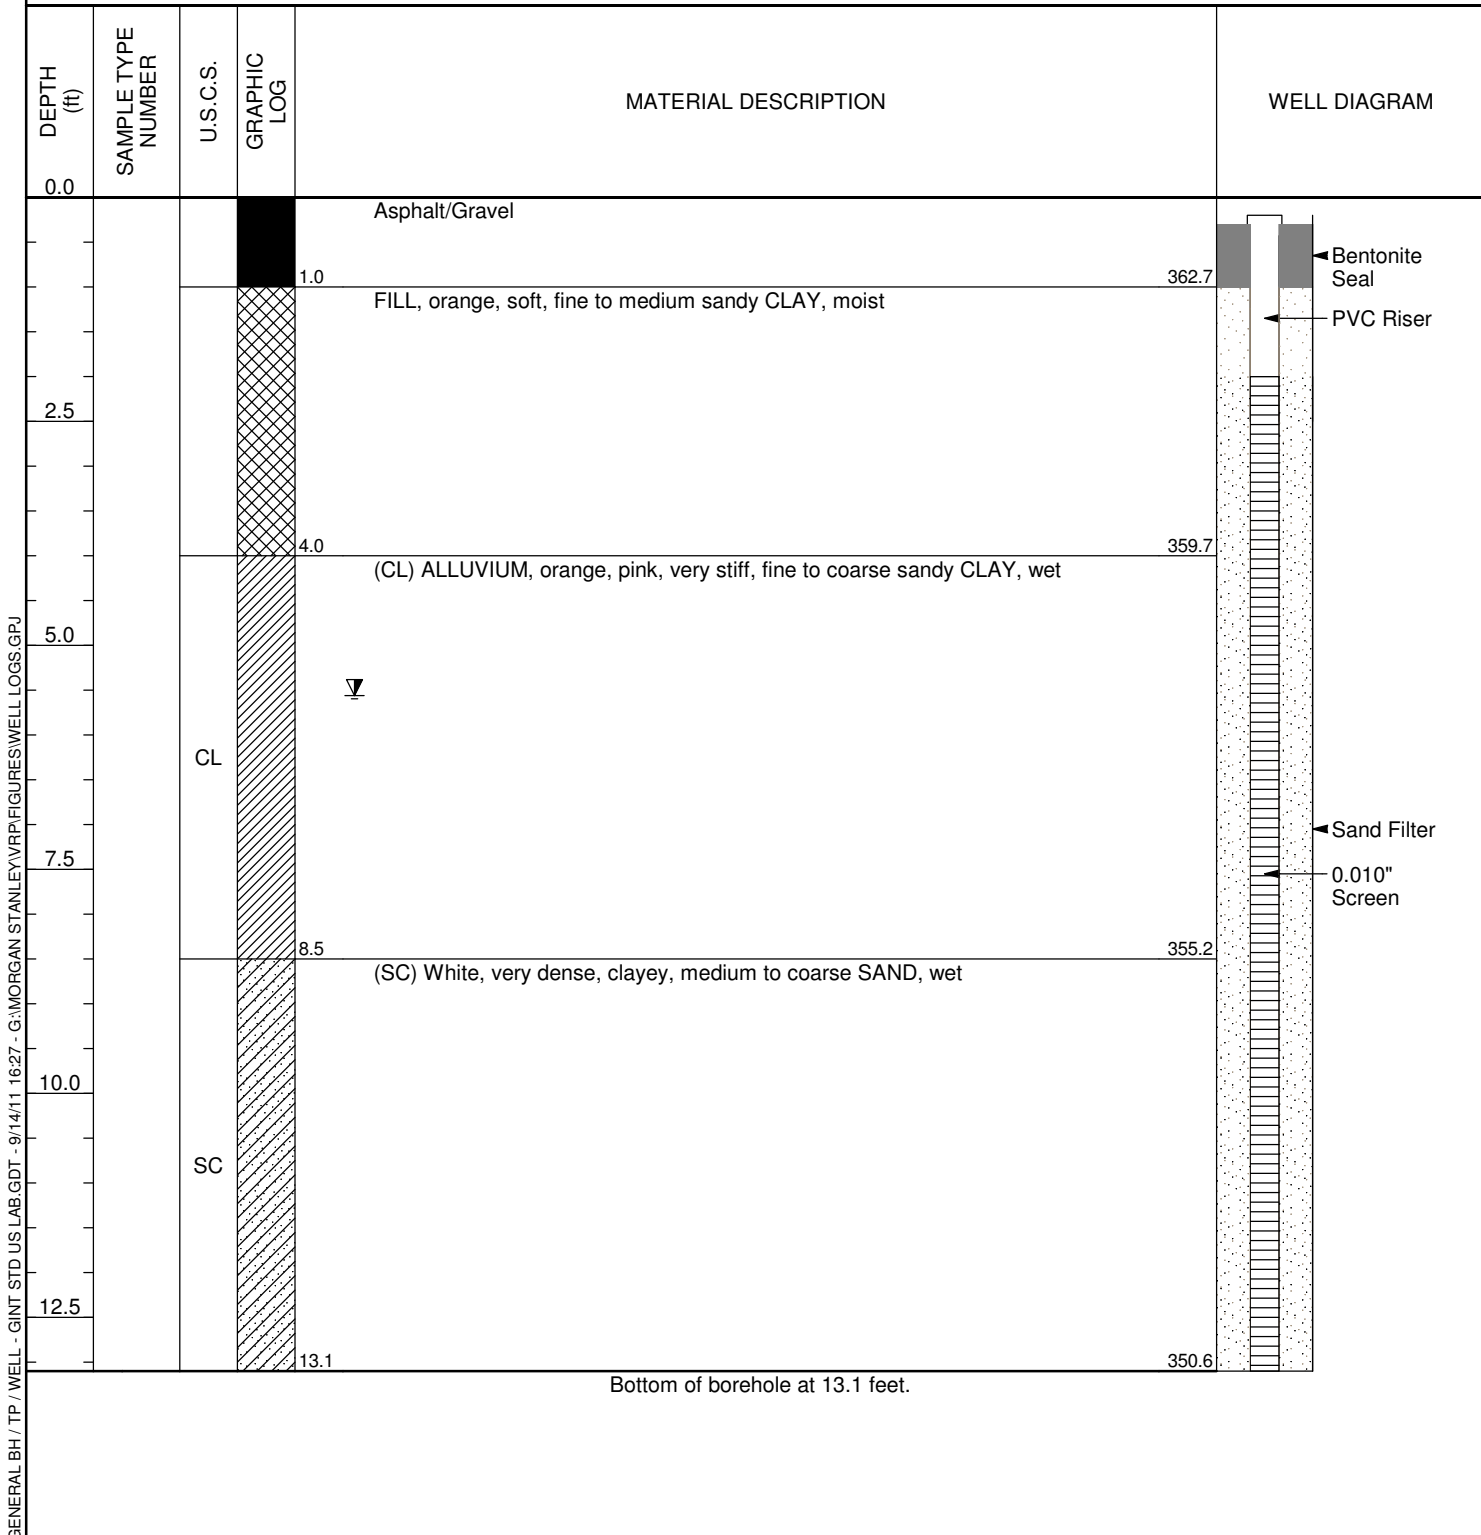 DEPTH
(ft)
SAMPLE TYPE
NUMBER
U.S.C.S.
GRAPHIC
LOG
MATERIAL DESCRIPTION
WELL DIAGRAM
0.0
Asphalt/Gravel
1.0
362.7
Bentonite
Seal
FILL, orange, soft, fine to medium sandy CLAY, moist
PVC Riser
2.5
4.0
359.7
(CL) ALLUVIUM, orange, pink, very stiff, fine to coarse sandy CLAY, wet
5.0
CL
Sand Filter
7.5
0.010"
Screen
8.5
355.2
(SC) White, very dense, clayey, medium to coarse SAND, wet
10.0
SC
12.5
13.1
350.6
Bottom of borehole at 13.1 feet.
GENERAL BH / TP / WELL - GINT STD US LAB.GDT - 9/14/11 16:27 - G:\MORGAN STANLEY\VRP\FIGURES\WELL LOGS.GPJ